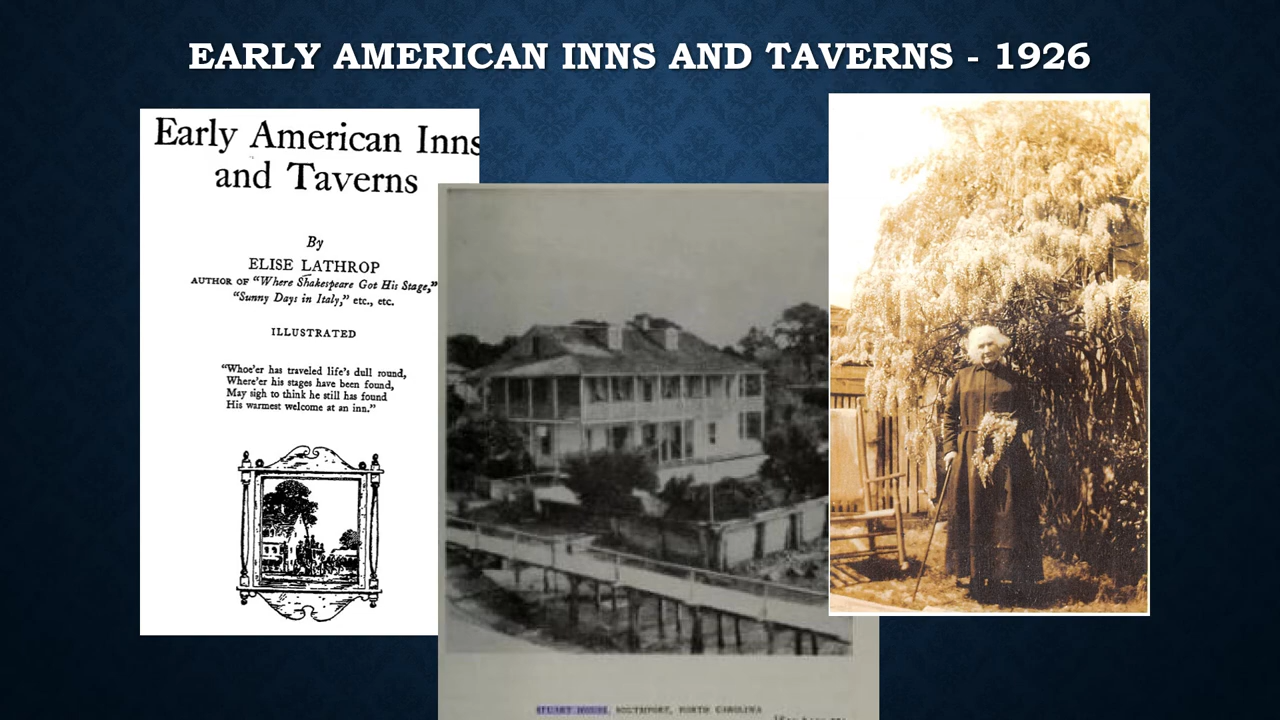 EARLY AMERICAN INNS AND TAVERNS - 1926
Early American Inns
and Taverns
By
ELISE LATHROP
AUTHOR OF "Where Shakespeare Got His Stage,"
"Sunny Days in Italy," etc., etc.
ILLUSTRATED
"Whoe'er has traveled life's dull round,
Where'er his stages have been found,
May sigh to think he still has found
His warmest welcome at an inn."
STUART HOUSE, SOUTHPORT, NORTH CAROLINA